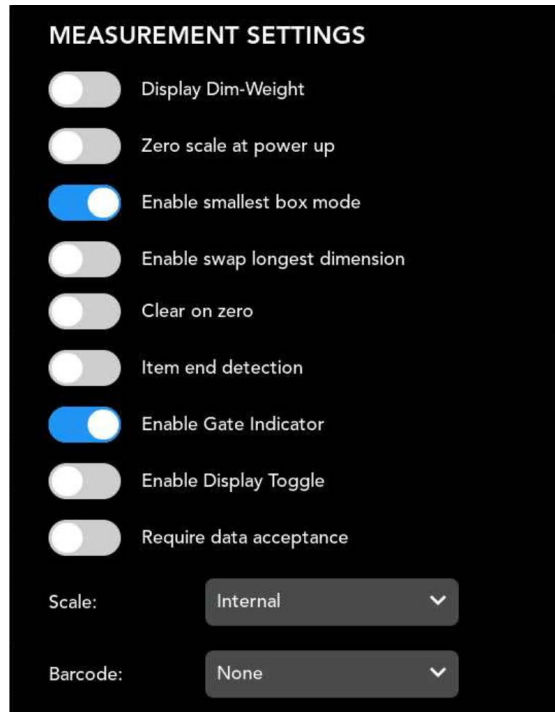 MEASUREMENT SETTINGS
Display Dim-Weight
Zero scale at power up
Enable smallest box mode
Enable swap longest dimension
Clear on zero
Item end detection
Enable Gate Indicator
Enable Display Toggle
Require data acceptance
Scale: Internal
Barcode: None